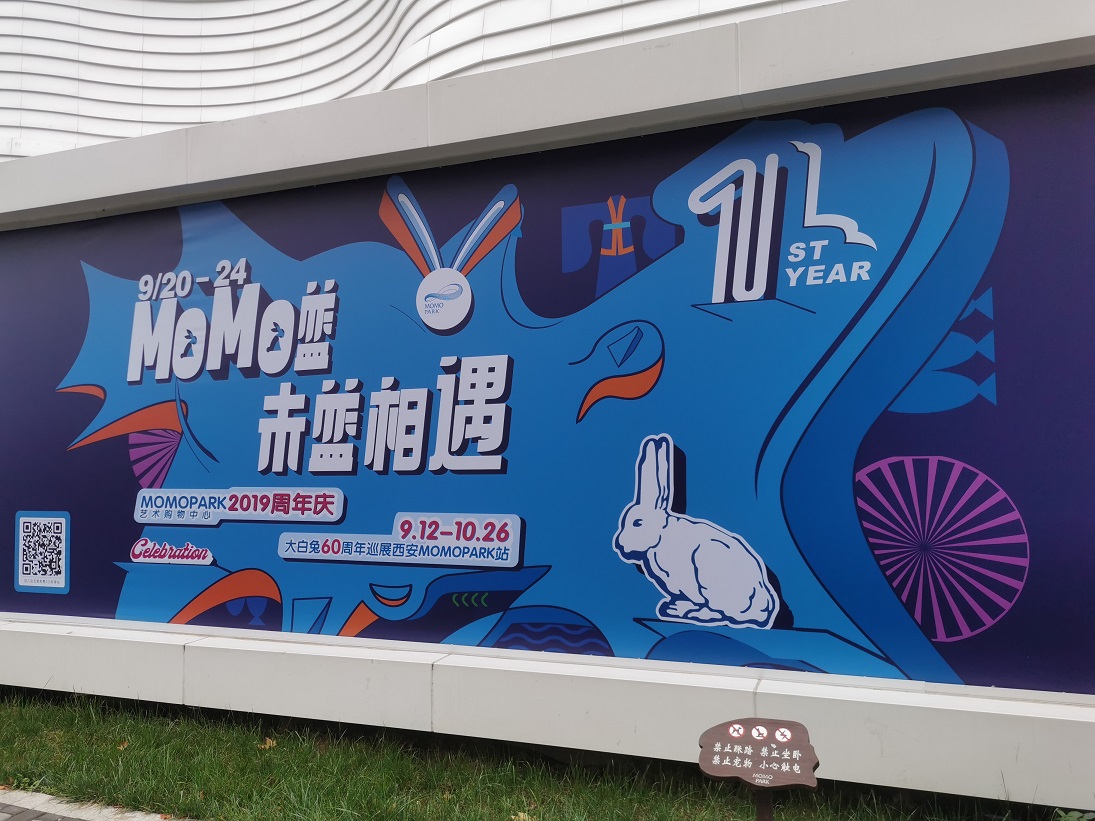 9/20-24
MOMO蓝
未蓝相遇
MOMOPARK
艺术购物中心
2019周年庆
Celebration
9.12-10.26
大白兔60周年巡展西安MOMOPARK站
MOMO
PARK
1
ST
YEAR
禁止踩踏 禁止坐卧
禁止宠物 小心触电
MOMO
PARK